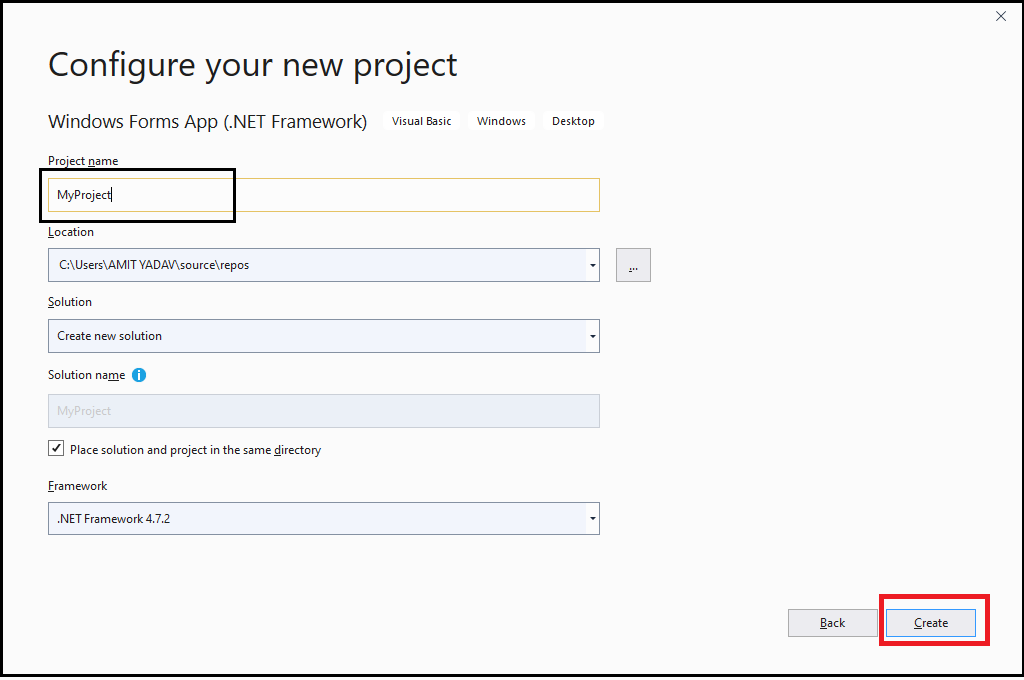 Configure your new project
Windows Forms App (.NET Framework) Visual Basic Windows Desktop
Project name
MyProject
Location
C:\Users\AMIT YADAV\source\repos
...
Solution
Create new solution
Solution name i
MyProject
Place solution and project in the same directory
Framework
.NET Framework 4.7.2
Back Create